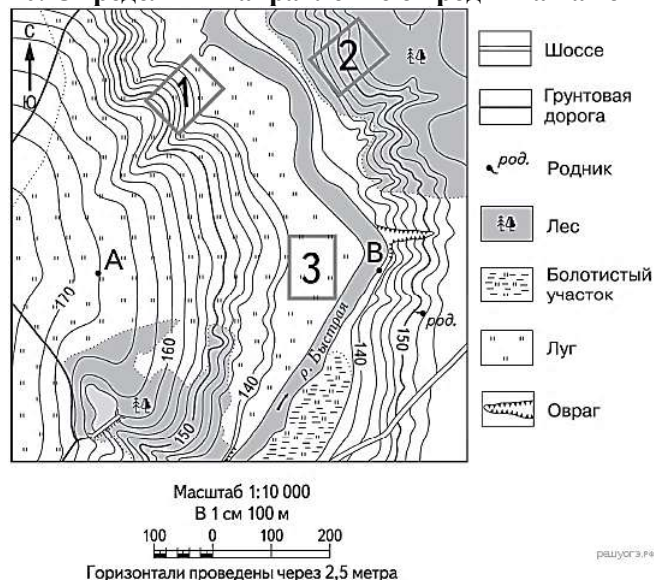 С
Ю
1
2
3
А
В
170
160
150
140
140
150
р. Быстрая
род.
Шоссе
Грунтовая
дорога
род.
Родник
Лес
Болотистый
участок
Луг
Овраг
Масштаб 1:10 000
В 1 см 100 м
100 0 100 200
Горизонтали проведены через 2,5 метра
решуогэ.рф